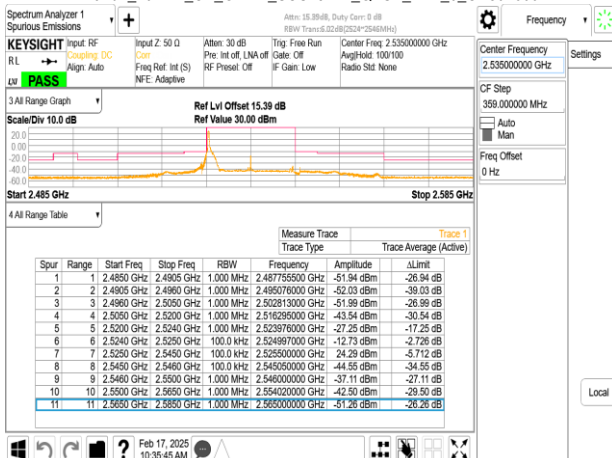 Spectrum Analyzer 1
Spurious Emissions
Attn: 15.39dB, Duty Corr: 0 dB
RBW Trans:6.02dB(2524~2546MHz)
Frequency
KEYSIGHT
RL
PASS
Input: RF
Coupling: DC
Align: Auto
Input Z: 50 Ω
Corr
Freq Ref: Int (S)
NFE: Adaptive
Atten: 30 dB
Pre: Int off, LNA off
RF Preset: Off
Trig: Free Run
Gate: Off
IF Gain: Low
Center Freq: 2.535000000 GHz
Avg|Hold: 100/100
Radio Std: None
Center Frequency
2.535000000 GHz
Settings
CF Step
359.000000 MHz
Auto
Man
Freq Offset
0 Hz
Local
3 All Range Graph
Scale/Div 10.0 dB
Ref Lvl Offset 15.39 dB
Ref Value 30.00 dBm
20.0
0.00
-20.0
-40.0
-60.0
Start 2.485 GHz
Stop 2.585 GHz
4 All Range Table
Measure Trace Trace 1
Trace Type Trace Average (Active)
Spur Range Start Freq Stop Freq RBW Frequency Amplitude ΔLimit
1 1 2.4850 GHz 2.4905 GHz 1.000 MHz 2.487755500 GHz -51.94 dBm -26.94 dB
2 2 2.4905 GHz 2.4960 GHz 1.000 MHz 2.495076000 GHz -52.03 dBm -39.03 dB
3 3 2.4960 GHz 2.5050 GHz 1.000 MHz 2.502813000 GHz -51.99 dBm -26.99 dB
4 4 2.5050 GHz 2.5200 GHz 1.000 MHz 2.516295000 GHz -43.54 dBm -30.54 dB
5 5 2.5200 GHz 2.5240 GHz 1.000 MHz 2.523976000 GHz -27.25 dBm -17.25 dB
6 6 2.5240 GHz 2.5250 GHz 100.0 kHz 2.524997000 GHz -12.73 dBm -2.726 dB
7 7 2.5250 GHz 2.5450 GHz 100.0 kHz 2.525500000 GHz 24.29 dBm -5.712 dB
8 8 2.5450 GHz 2.5460 GHz 100.0 kHz 2.545050000 GHz -44.55 dBm -34.55 dB
9 9 2.5460 GHz 2.5500 GHz 1.000 MHz 2.546000000 GHz -37.11 dBm -27.11 dB
10 10 2.5500 GHz 2.5650 GHz 1.000 MHz 2.554020000 GHz -42.50 dBm -29.50 dB
11 11 2.5650 GHz 2.5850 GHz 1.000 MHz 2.565000000 GHz -51.26 dBm -26.26 dB
Feb 17, 2025
10:35:45 AM